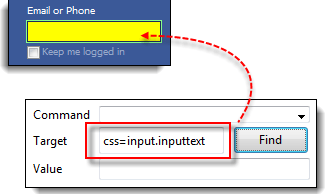 Email or Phone
Keep me logged in
Command
Target css=input.inputtext Find
Value